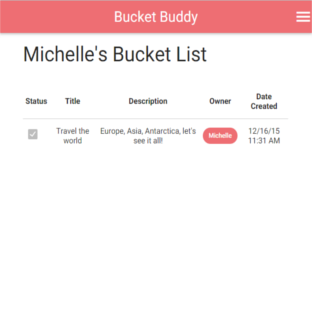 Bucket Buddy
Michelle's Bucket List
Status Title Description Owner Date Created
Travel the world Europe, Asia, Antarctica, let's see it all! Michelle 12/16/15 11:31 AM